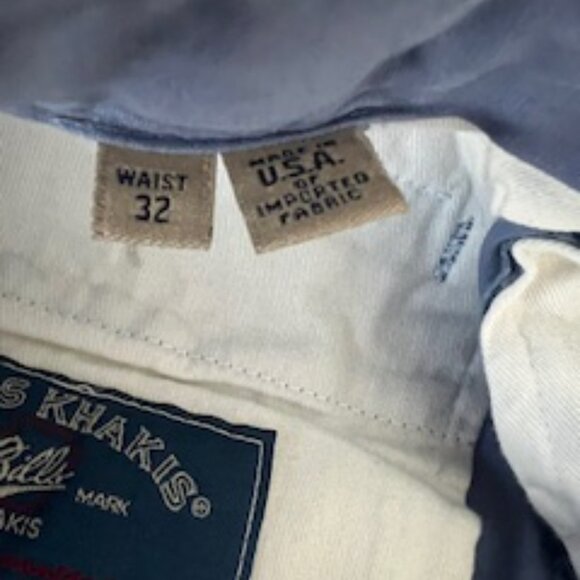 WAIST
32
MADE IN
U.S.A.
OF
IMPORTED
FABRIC
S KHAKIS®
Bills
MARK
AKIS